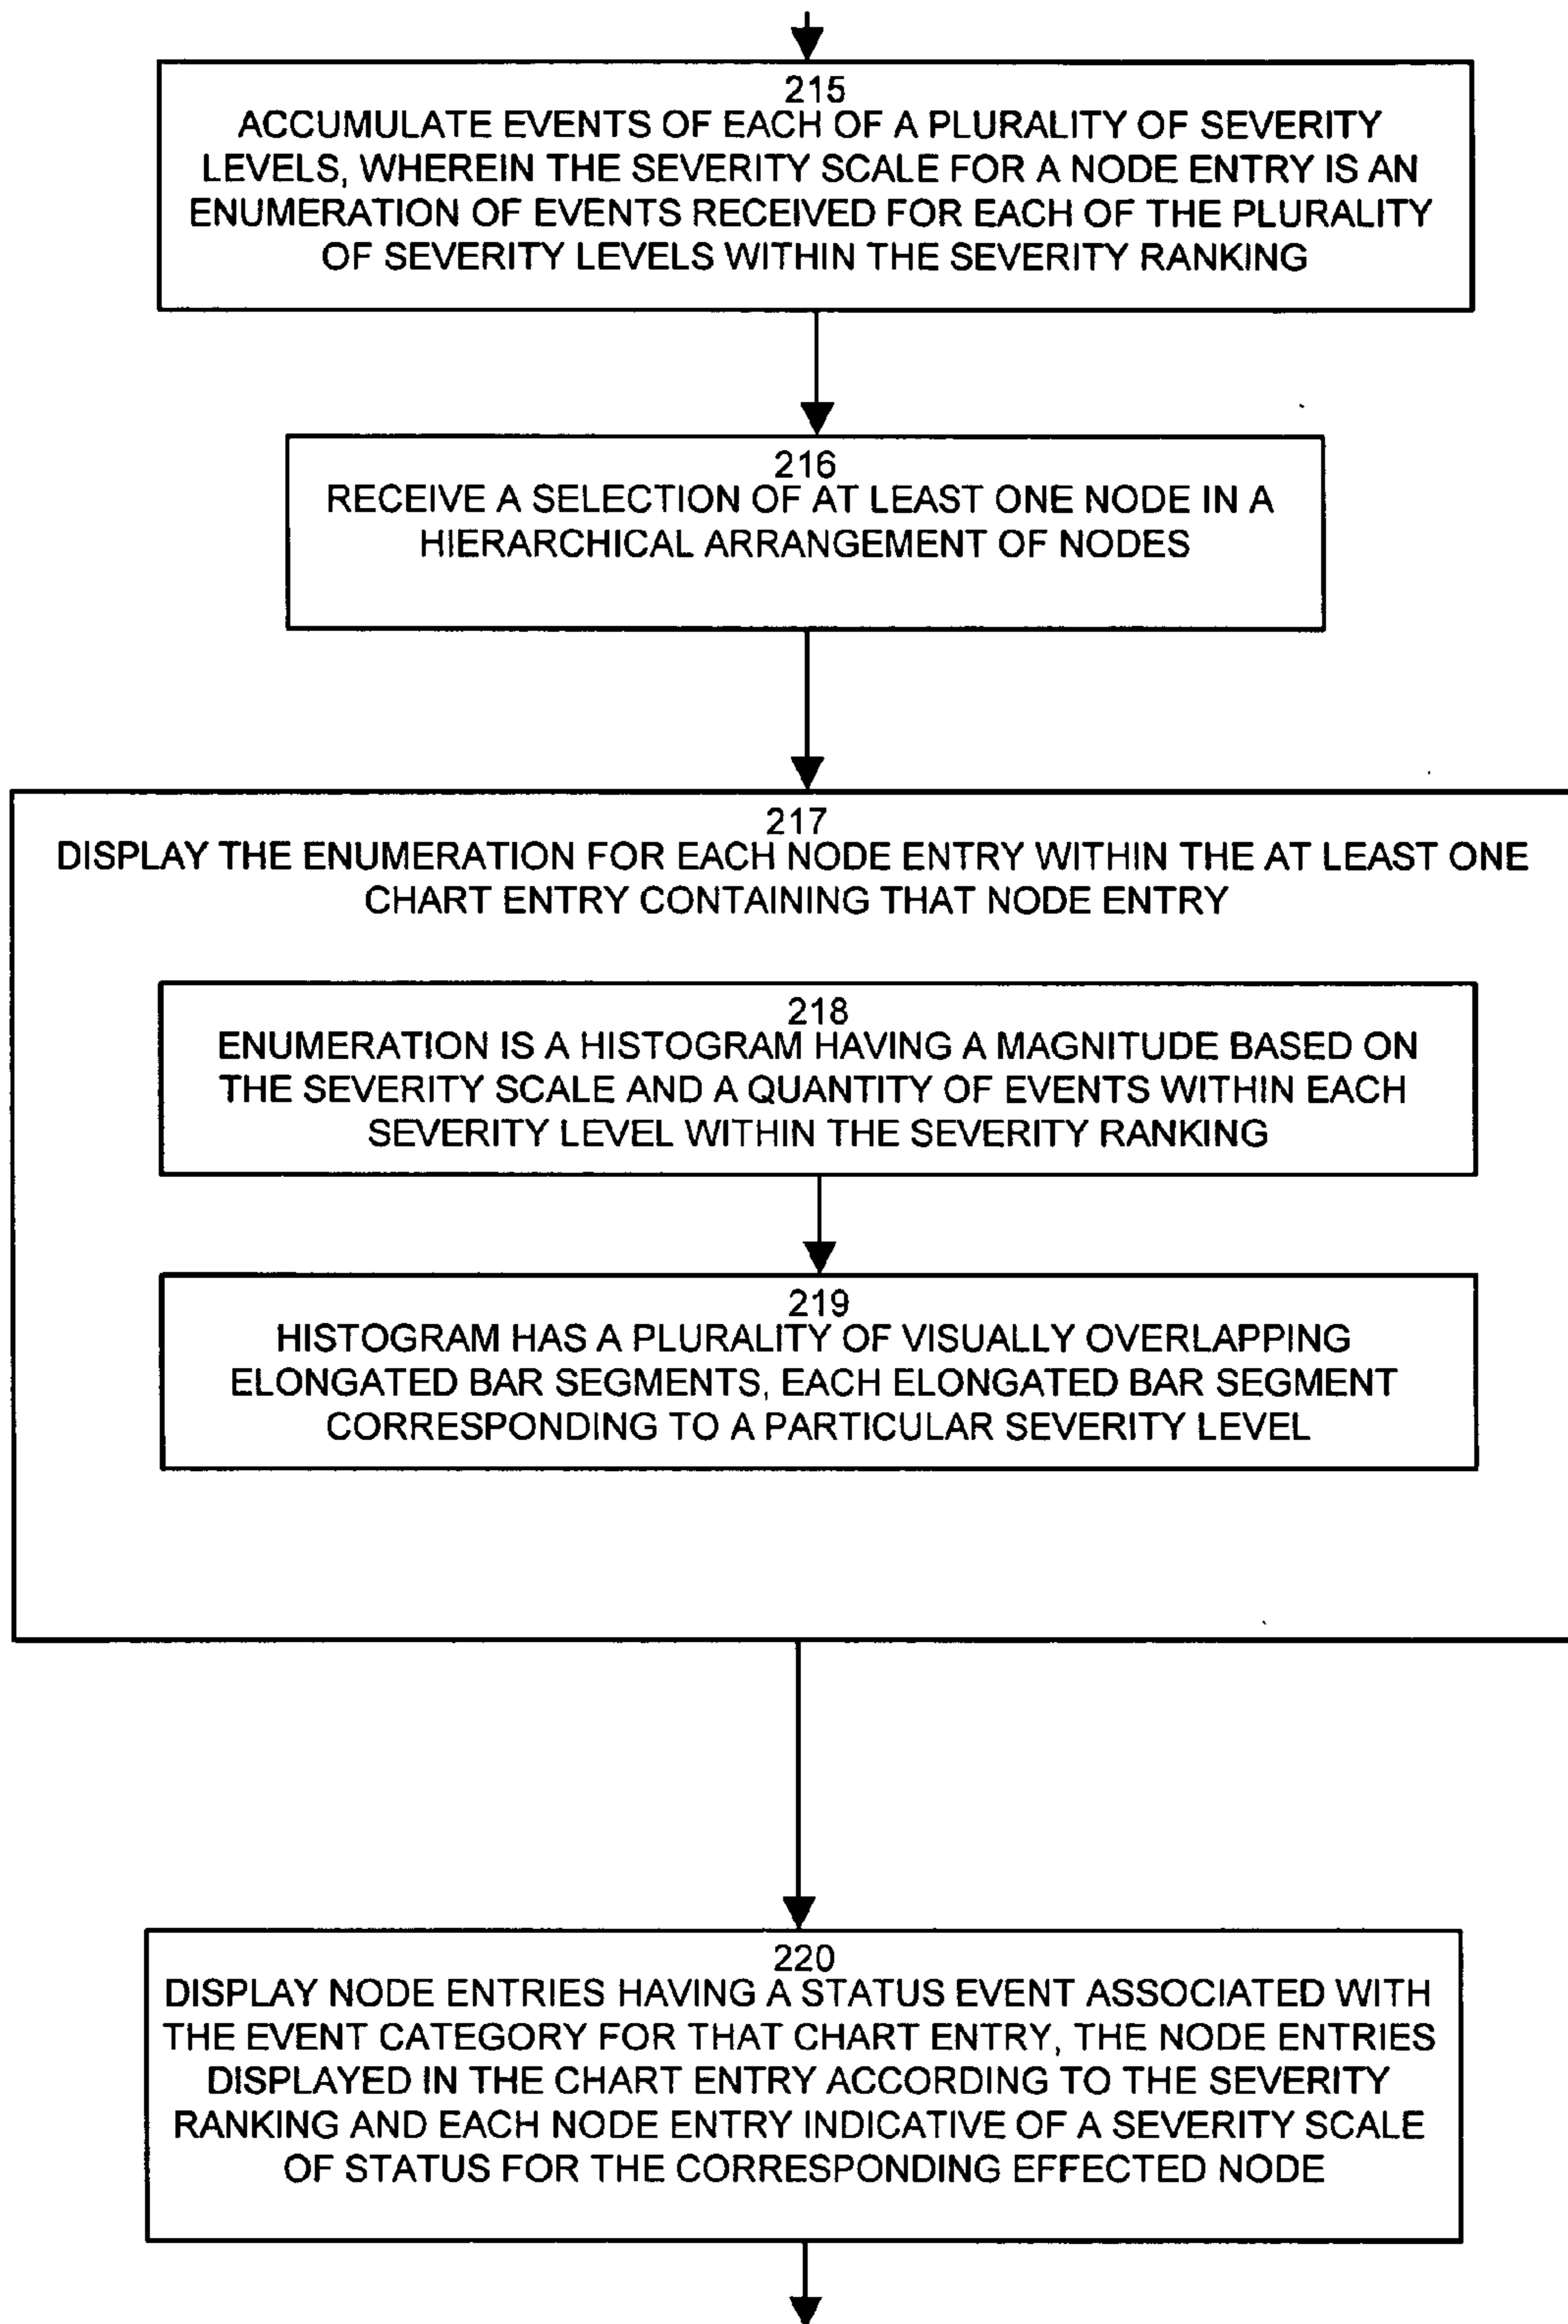 215
ACCUMULATE EVENTS OF EACH OF A PLURALITY OF SEVERITY
LEVELS, WHEREIN THE SEVERITY SCALE FOR A NODE ENTRY IS AN
ENUMERATION OF EVENTS RECEIVED FOR EACH OF THE PLURALITY
OF SEVERITY LEVELS WITHIN THE SEVERITY RANKING
216
RECEIVE A SELECTION OF AT LEAST ONE NODE IN A
HIERARCHICAL ARRANGEMENT OF NODES
217
DISPLAY THE ENUMERATION FOR EACH NODE ENTRY WITHIN THE AT LEAST ONE
CHART ENTRY CONTAINING THAT NODE ENTRY
218
ENUMERATION IS A HISTOGRAM HAVING A MAGNITUDE BASED ON
THE SEVERITY SCALE AND A QUANTITY OF EVENTS WITHIN EACH
SEVERITY LEVEL WITHIN THE SEVERITY RANKING
219
HISTOGRAM HAS A PLURALITY OF VISUALLY OVERLAPPING
ELONGATED BAR SEGMENTS, EACH ELONGATED BAR SEGMENT
CORRESPONDING TO A PARTICULAR SEVERITY LEVEL
220
DISPLAY NODE ENTRIES HAVING A STATUS EVENT ASSOCIATED WITH
THE EVENT CATEGORY FOR THAT CHART ENTRY, THE NODE ENTRIES
DISPLAYED IN THE CHART ENTRY ACCORDING TO THE SEVERITY
RANKING AND EACH NODE ENTRY INDICATIVE OF A SEVERITY SCALE
OF STATUS FOR THE CORRESPONDING EFFECTED NODE